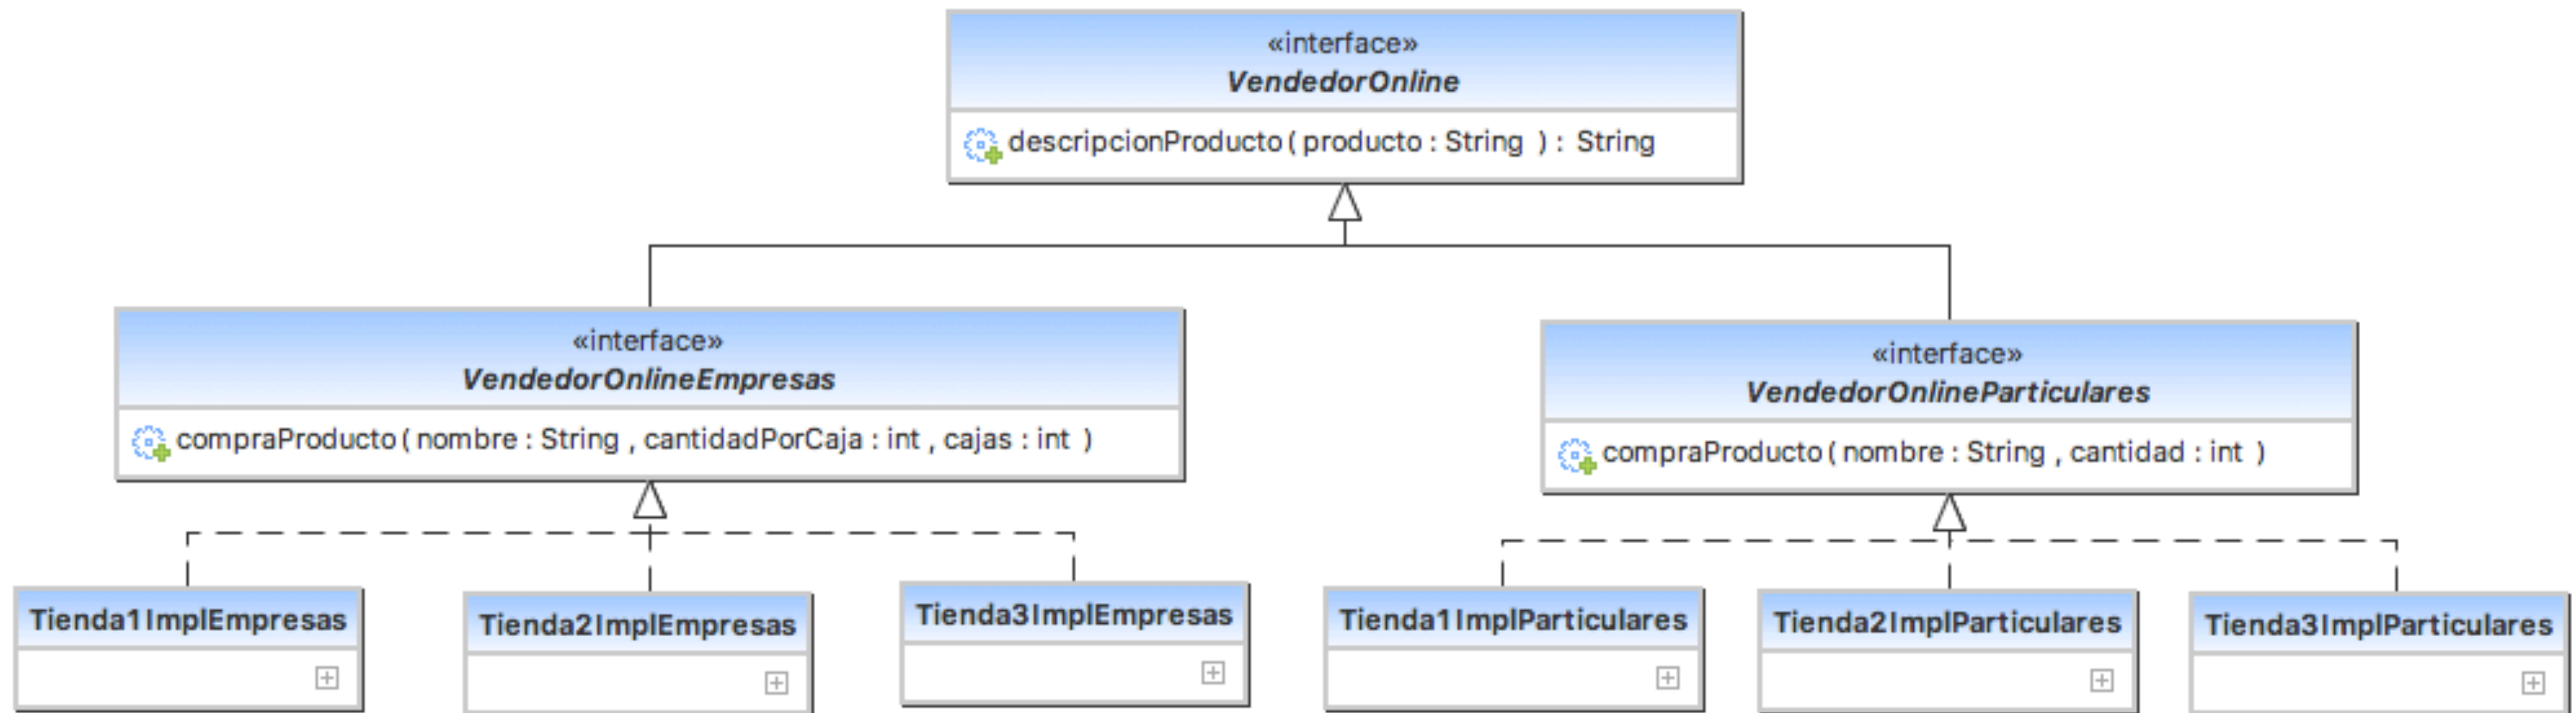 «interface»
VendedorOnline
descripcionProducto( producto : String ) : String
«interface»
VendedorOnlineEmpresas
compraProducto( nombre : String , cantidadPorCaja : int , cajas : int )
«interface»
VendedorOnlineParticulares
compraProducto( nombre : String , cantidad : int )
Tienda1ImplEmpresas
Tienda2ImplEmpresas
Tienda3ImplEmpresas
Tienda1ImplParticulares
Tienda2ImplParticulares
Tienda3ImplParticulares